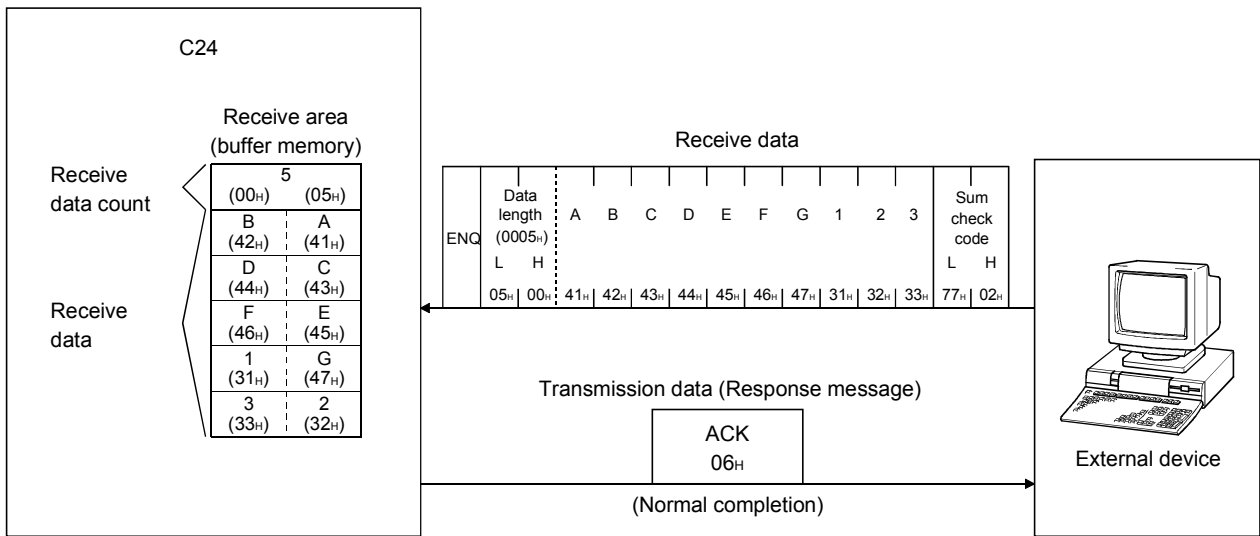 C24
Receive area
(buffer memory)
Receive
data count
5
(00H) (05H)
B A
(42H) (41H)
D C
(44H) (43H)
Receive
data
F E
(46H) (45H)
1 G
(31H) (47H)
3 2
(33H) (32H)
Receive data
ENQ
Data
length
(0005H)
L H
A B C D E F G 1 2 3
Sum
check
code
L H
05H 00H 41H 42H 43H 44H 45H 46H 47H 31H 32H 33H 77H 02H
Transmission data (Response message)
ACK
06H
(Normal completion)
External device